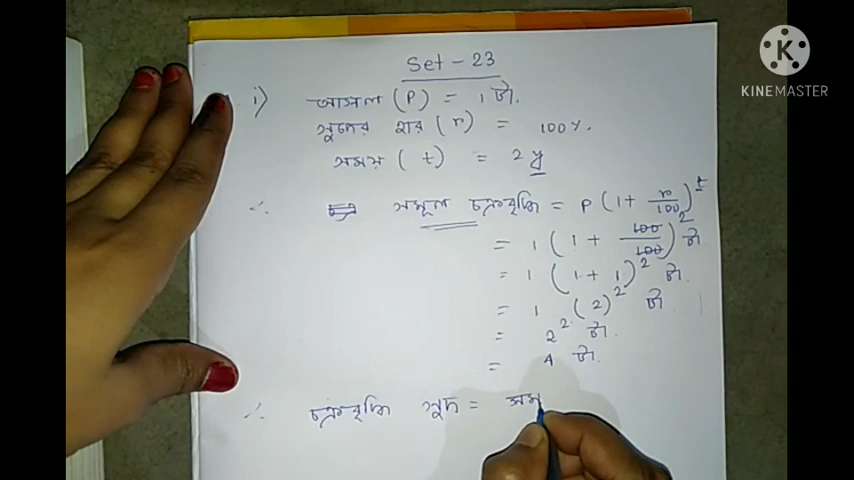 Set - 23
i) আসল (P) = 1 টা.
সুদের হার (r) = 100%.
সময় (t) = 2 y
∴ সমূল চক্রবৃদ্ধি = P(1 + r/100)^t
= 1 (1 + 100/100)^2 টা
= 1 (1 + 1)^2 টা.
= 1 (2)^2 টা
= 2^2 টা.
= 4 টা.
∴ চক্রবৃদ্ধি সুদ = সমূ
K
KINEMASTER